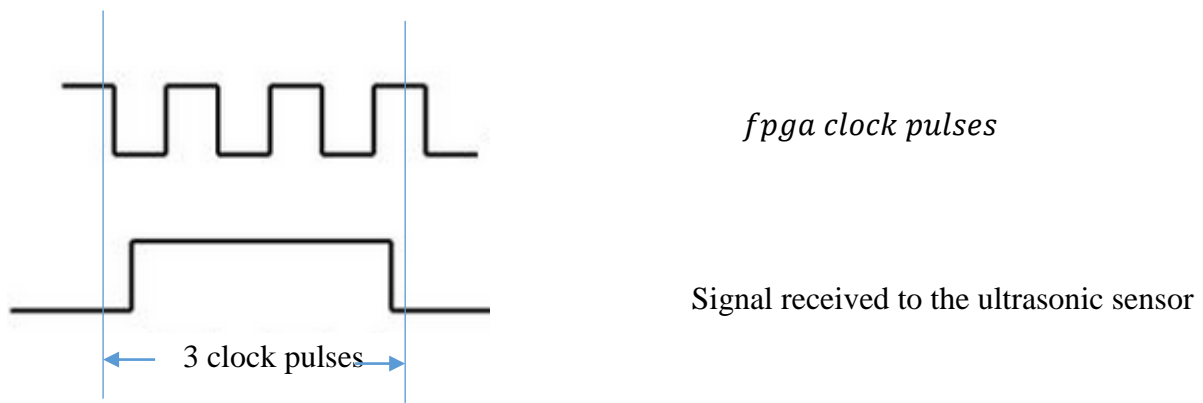 fpga clock pulses
Signal received to the ultrasonic sensor
3 clock pulses